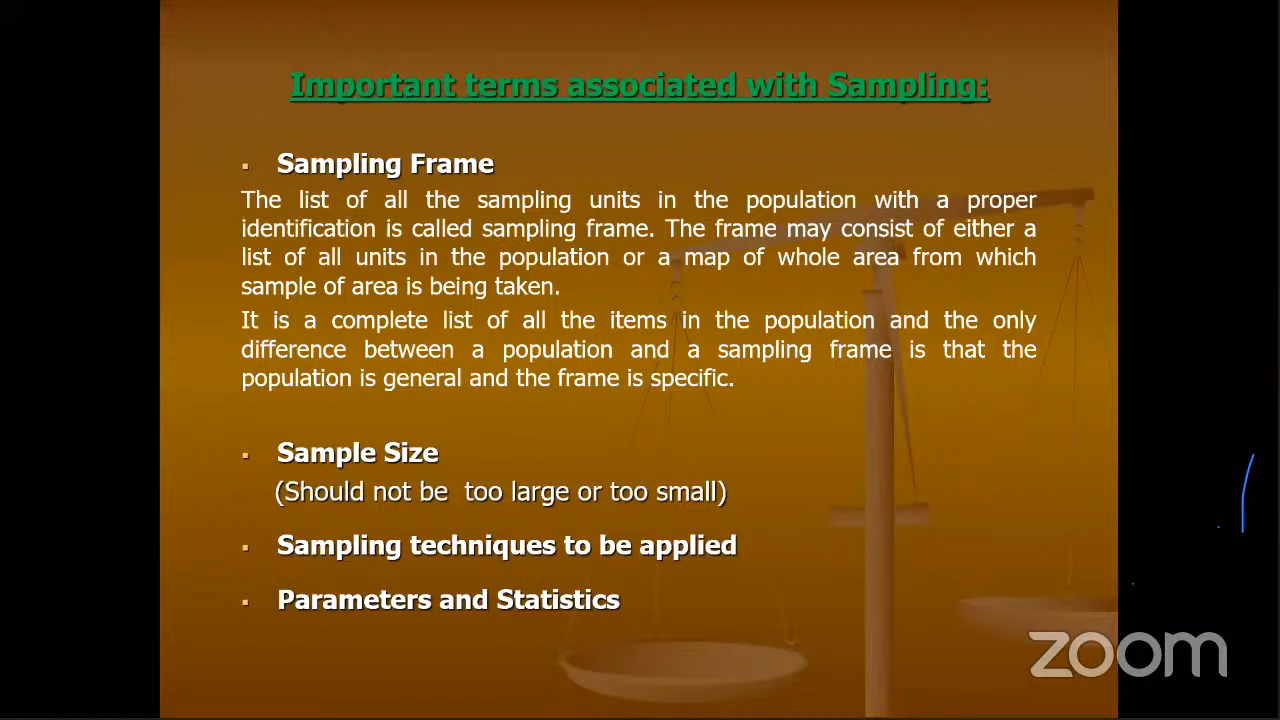 Important terms associated with Sampling:
▪ Sampling Frame
The list of all the sampling units in the population with a proper
identification is called sampling frame. The frame may consist of either a
list of all units in the population or a map of whole area from which
sample of area is being taken.
It is a complete list of all the items in the population and the only
difference between a population and a sampling frame is that the
population is general and the frame is specific.
▪ Sample Size
(Should not be too large or too small)
▪ Sampling techniques to be applied
▪ Parameters and Statistics
zoom